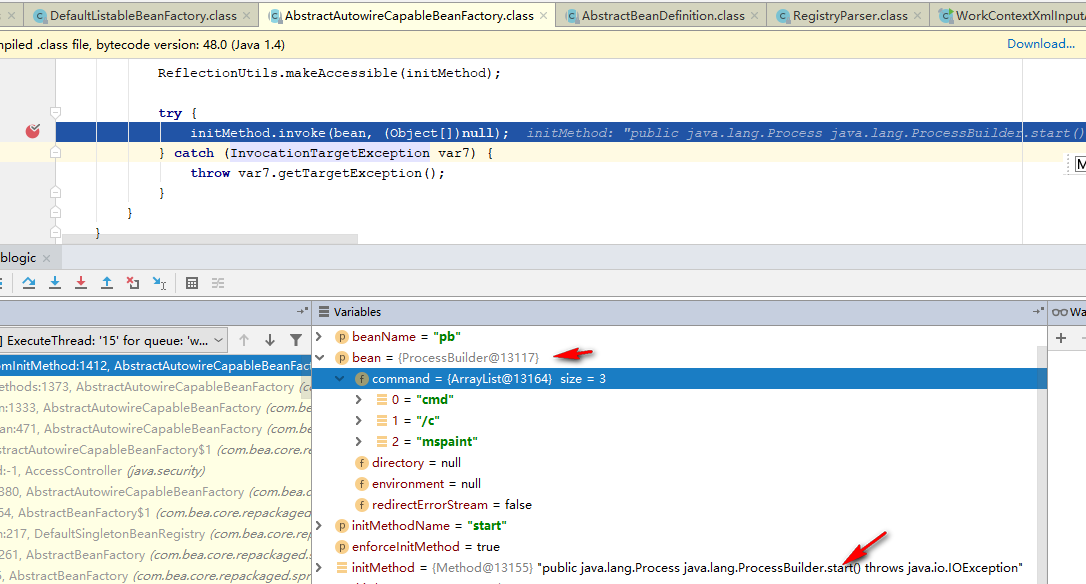 DefaultListableBeanFactory.class × AbstractAutowireCapableBeanFactory.class × AbstractBeanDefinition.class × RegistryParser.class × WorkContextXmlInputA
mpiled .class file, bytecode version: 48.0 (Java 1.4) Download...
ReflectionUtils.makeAccessible(initMethod);
try {
initMethod.invoke(bean, (Object[])null); initMethod: "public java.lang.Process java.lang.ProcessBuilder.start()
} catch (InvocationTargetException var7) {
throw var7.getTargetException();
}
}
}
blogic ×
Variables
Wa
] ExecuteThread: '15' for queue: 'w...
omInitMethod:1412, AbstractAutowireCapableBeanFact
ethods:1373, AbstractAutowireCapableBeanFactory (c
n:1333, AbstractAutowireCapableBeanFactory (com.be
an:471, AbstractAutowireCapableBeanFactory (com.be
stractAutowireCapableBeanFactory$1 (com.bea.core.re
d:-1, AccessController (java.security)
380, AbstractAutowireCapableBeanFactory (com.bea.co
64, AbstractBeanFactory$1 (com.bea.core.repackaged
n:217, DefaultSingletonBeanRegistry (com.bea.core.re
261, AbstractBeanFactory (com.bea.core.repackaged.s
6, AbstractBeanFactory (com.bea.core.repackaged.spr
beanName = "pb"
bean = {ProcessBuilder@13117}
command = {ArrayList@13164} size = 3
0 = "cmd"
1 = "/c"
2 = "mspaint"
directory = null
environment = null
redirectErrorStream = false
initMethodName = "start"
enforceInitMethod = true
initMethod = {Method@13155} "public java.lang.Process java.lang.ProcessBuilder.start() throws java.io.IOException"